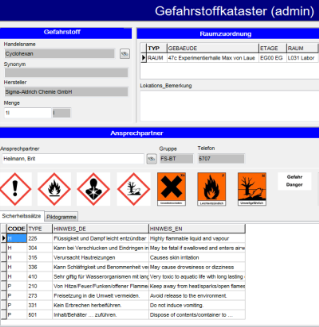 Gefahrstoffkataster (admin)
Gefahrstoff
Raumzuordnung
Handelsname
Cyclohexan
Synonym
Hersteller
Sigma-Aldrich Chemie GmbH
Menge
1l
TYP GEBAEUDE ETAGE RAUM
RAUM 47c Experimentierhalle Max von Laue EG00 EG L031 Labor
Lokations_Bemerkung
Ansprechpartner
Ansprechpartner Gruppe Telefon
Heimann, Brit FS-BT 5707
Gefahr
Danger
Sicherheitssätze Piktogramme
CODE TYPE HINWEIS_DE HINWEIS_EN
H 225 Flüssigkeit und Dampf leicht entzündbar Highly flammable liquid and vapour
H 304 Kann bei Verschlucken und Eindringen in May be fatal if swallowed and enters airw
H 315 Verursacht Hautreizungen Causes skin irritation
H 336 Kann Schläfrigkeit und Benommenheit ve May cause drowsiness or dizziness
H 410 Sehr giftig für Wasserorganismen mit lang Very toxic to aquatic life with long lasting
P 210 Von Hitze/Feuer/Funken/offener Flamme Keep away from heat/sparks/open flames
P 273 Freisetzung in die Umwelt vermeiden. Avoid release to the environment.
P 331 Kein Erbrechen herbeiführen. Do not induce vomiting.
P 501 Inhalt/Behälter ... zuführen. Dispose of contents/container to ...